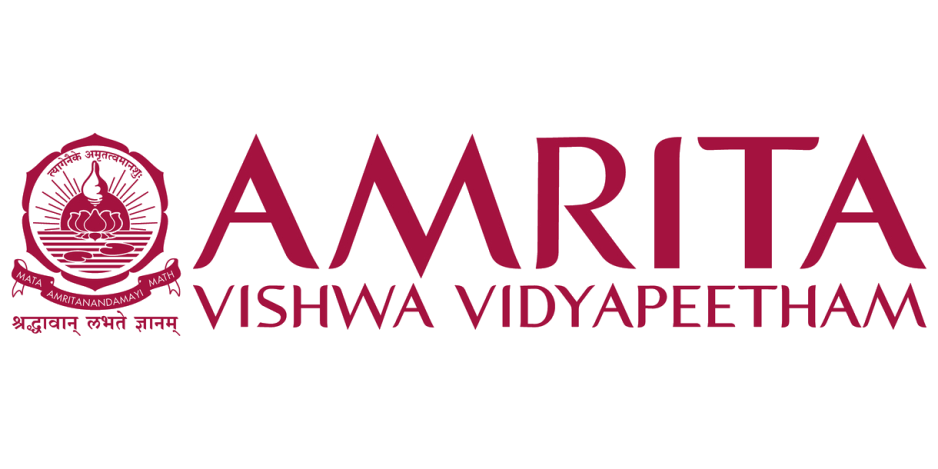 त्यागेनैके अमृतत्वमानशुः
MATA AMRITANANDAMAYI MATH
श्रद्धावान् लभते ज्ञानम्
AMRITA
VISHWA VIDYAPEETHAM